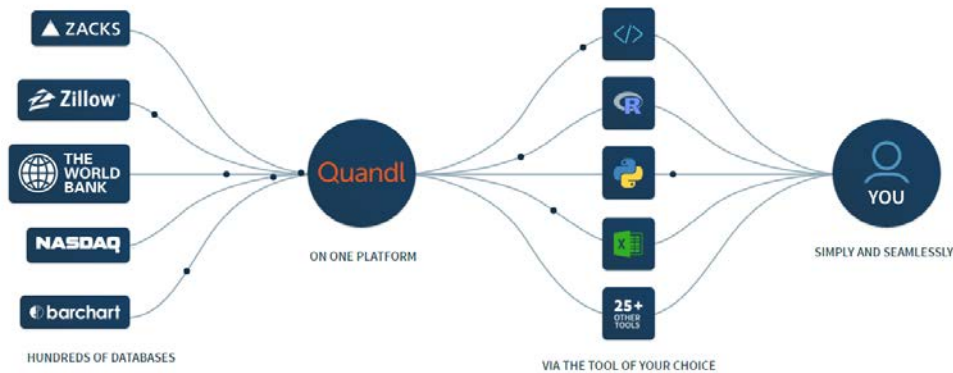 ZACKS
Zillow
THE
WORLD
BANK
NASDAQ
barchart
HUNDREDS OF DATABASES
Quandl
ON ONE PLATFORM
</>
R
X
25+
OTHER
TOOLS
VIA THE TOOL OF YOUR CHOICE
YOU
SIMPLY AND SEAMLESSLY